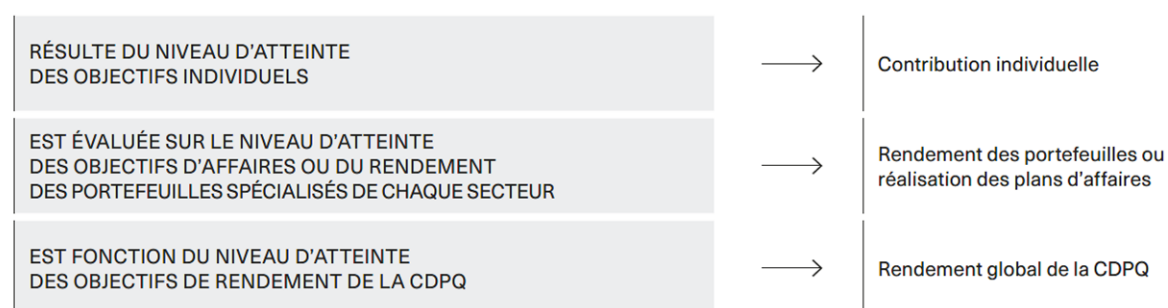 RÉSULTE DU NIVEAU D'ATTEINTE
DES OBJECTIFS INDIVIDUELS
Contribution individuelle
EST ÉVALUÉE SUR LE NIVEAU D'ATTEINTE
DES OBJECTIFS D'AFFAIRES OU DU RENDEMENT
DES PORTEFEUILLES SPÉCIALISÉS DE CHAQUE SECTEUR
Rendement des portefeuilles ou
réalisation des plans d'affaires
EST FONCTION DU NIVEAU D'ATTEINTE
DES OBJECTIFS DE RENDEMENT DE LA CDPQ
Rendement global de la CDPQ